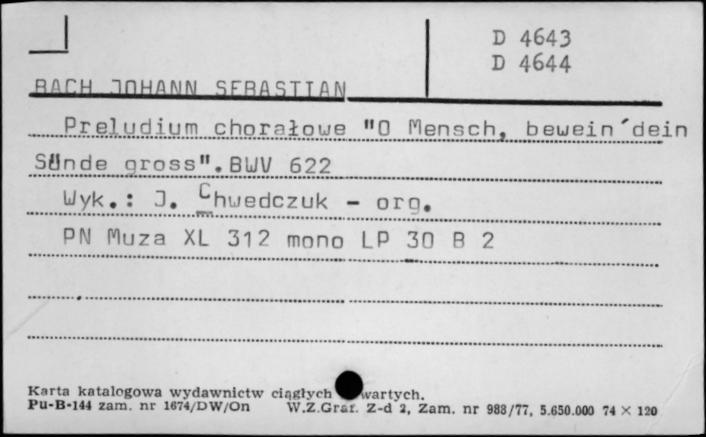 D 4643
D 4644
BACH JOHANN SEBASTIAN
Preludium chorałowe "O Mensch, bewein´dein
Sünde gross". BWV 622
Wyk.: J. Chwedczuk - org.
PN Muza XL 312 mono LP 30 B 2
Karta katalogowa wydawnictw ciągłych wartych.
Pu-B-144 zam. nr 1674/DW/On W.Z.Graf. Z-d 2, Zam. nr 988/77, 5.650.000 74 × 120